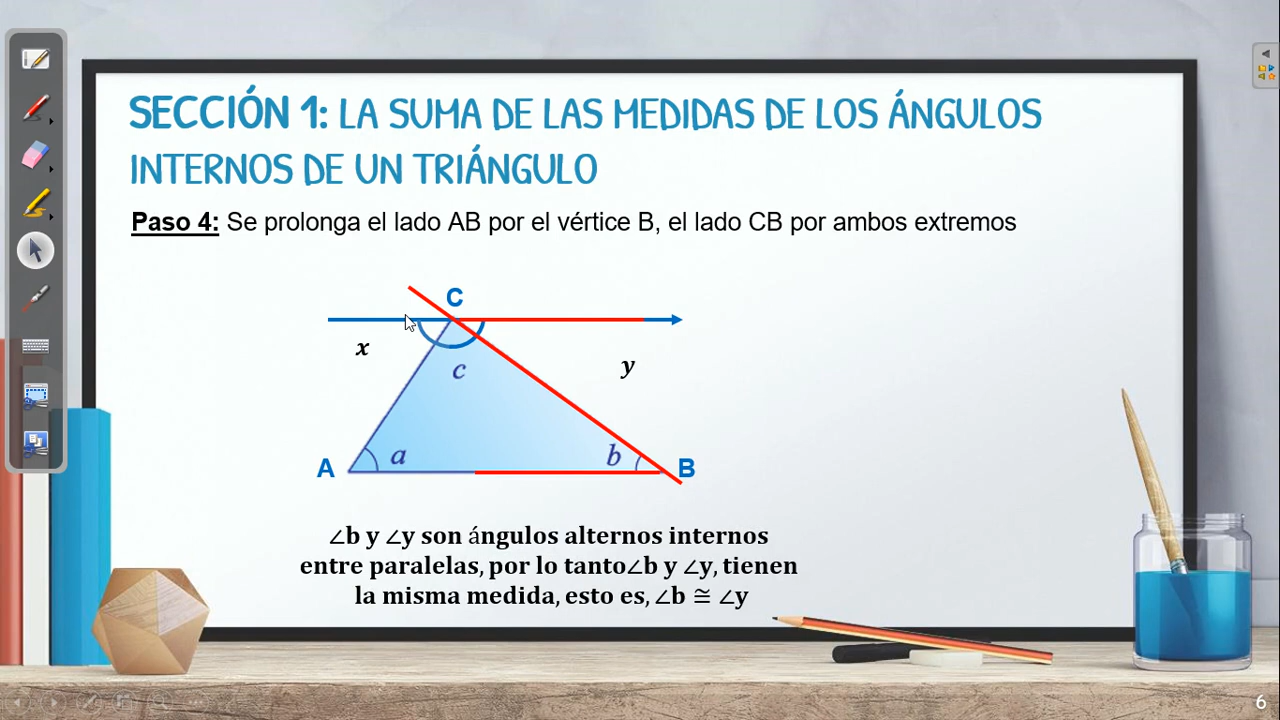 SECCIÓN 1: LA SUMA DE LAS MEDIDAS DE LOS ÁNGULOS
INTERNOS DE UN TRIÁNGULO
Paso 4: Se prolonga el lado AB por el vértice B, el lado CB por ambos extremos
C
x
y
c
A
a
b
B
∠b y ∠y son ángulos alternos internos
entre paralelas, por lo tanto∠b y ∠y, tienen
la misma medida, esto es, ∠b ≅ ∠y
6